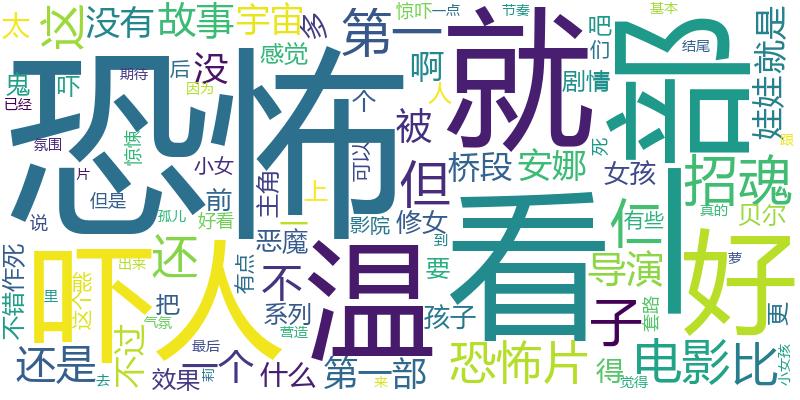 太
这
没有
故事
宇宙
多
惊吓
一点
第一
节奏
基本
就
吧
们
部
结尾
娃娃
就是
鬼
已经
吓
期待
后
没
因为
感觉
恐怖
个
啊
人
剧情
氛围
惊悚
片
小女
前
主角
可以
被
但
桥段
安娜
死
女孩
招魂
跟
但是
说
孤儿
好看
一
上
影院
修女
看
仁
有些
真的
贝尔
一部
不错
作死
里
还
这个
出来
吓人
恶魔
有点
不
温
到
要
子
导演
好
萝
套路
更
不过
把
气氛
系列
营造
孩子
还是
去
效果
最后
一个
什么
第一部
来
恐怖片
得
觉得
电影
比
小女孩